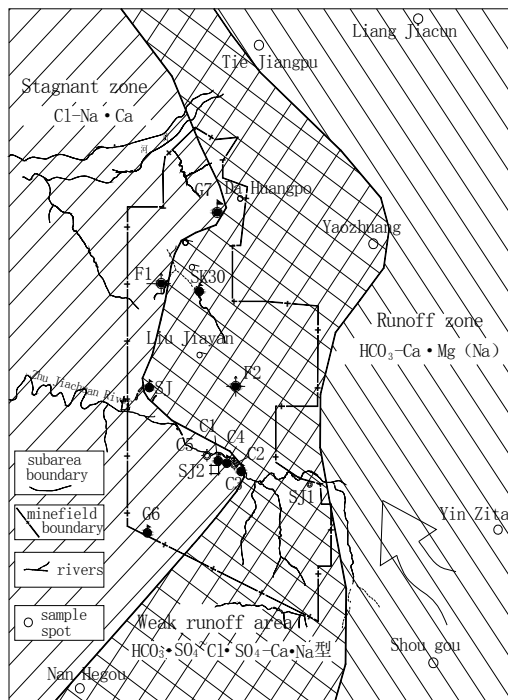 Liang Jiacun
Tie Jiangpu
Stagnant zone
Cl-Na•Ca
河
G7
Da Huangpo
Yaozhuang
F1
SK30
Runoff zone
HCO₃-Ca•Mg (Na)
Liu Jiayan
Zhu Jiachuan River
SJ
F2
C1
C4
C5
C2
SJ2
C3
SJ1
subarea
boundary
minefield
boundary
G6
Yin Zita
rivers
sample
spot
Weak runoff area
HCO₃•SO₄-Cl•SO₄-Ca•Na型
Shou gou
Nan Hegou